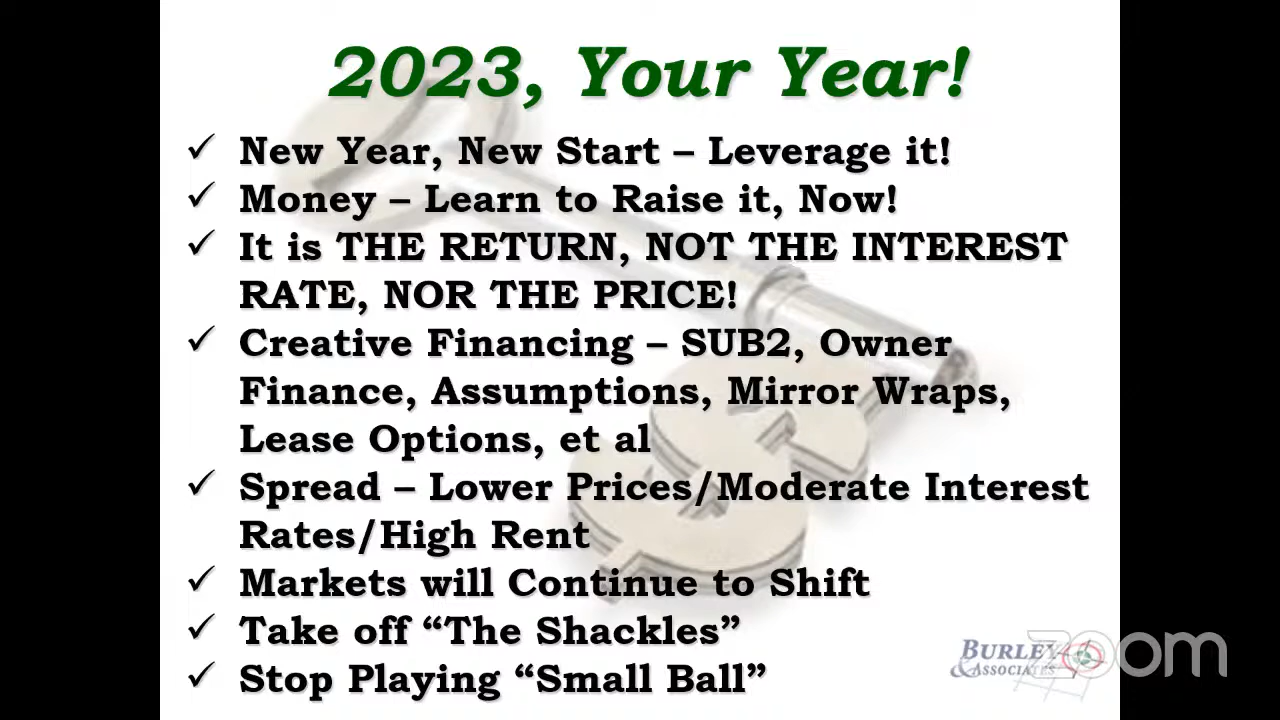 2023, Your Year!
✓ New Year, New Start – Leverage it!
✓ Money – Learn to Raise it, Now!
✓ It is THE RETURN, NOT THE INTEREST
RATE, NOR THE PRICE!
✓ Creative Financing – SUB2, Owner
Finance, Assumptions, Mirror Wraps,
Lease Options, et al
✓ Spread – Lower Prices/Moderate Interest
Rates/High Rent
✓ Markets will Continue to Shift
✓ Take off “The Shackles”
✓ Stop Playing “Small Ball”
BURLEY
& ASSOCIATES
zoom